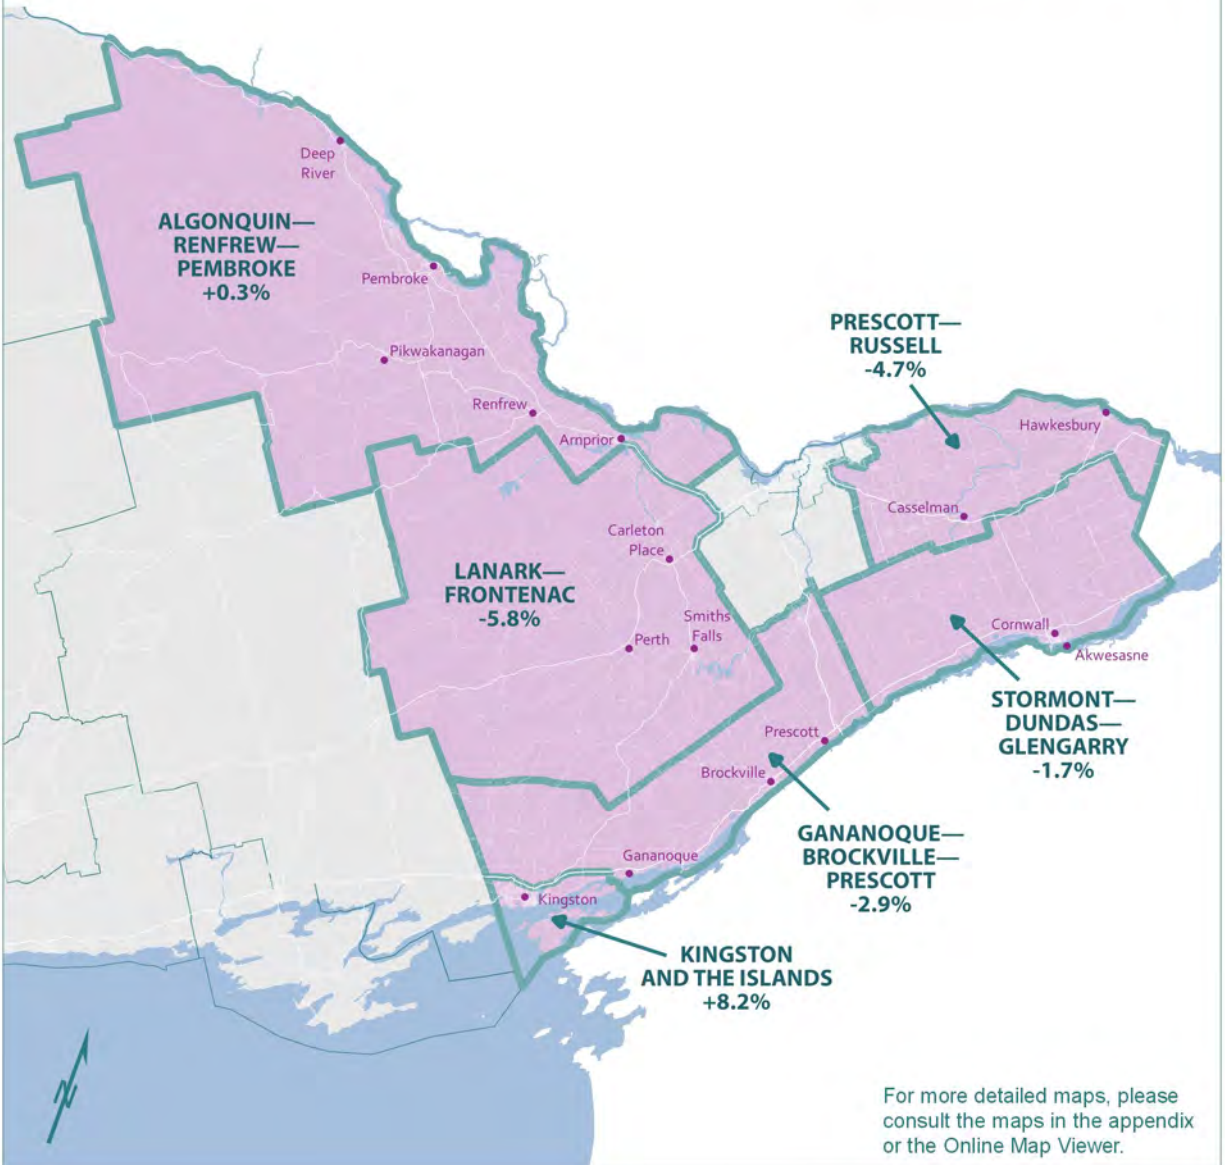 Deep
River
ALGONQUIN—
RENFREW—
PEMBROKE
+0.3%
Pembroke
Pikwakanagan
Renfrew
Arnprior
PRESCOTT—
RUSSELL
-4.7%
Hawkesbury
Casselman
Carleton
Place
LANARK—
FRONTENAC
-5.8%
Smiths
Falls
Perth
Cornwall
Akwesasne
STORMONT—
DUNDAS—
GLENGARRY
-1.7%
Prescott
Brockville
GANANOQUE—
BROCKVILLE—
PRESCOTT
-2.9%
Gananoque
Kingston
KINGSTON
AND THE ISLANDS
+8.2%
N
For more detailed maps, please
consult the maps in the appendix
or the Online Map Viewer.